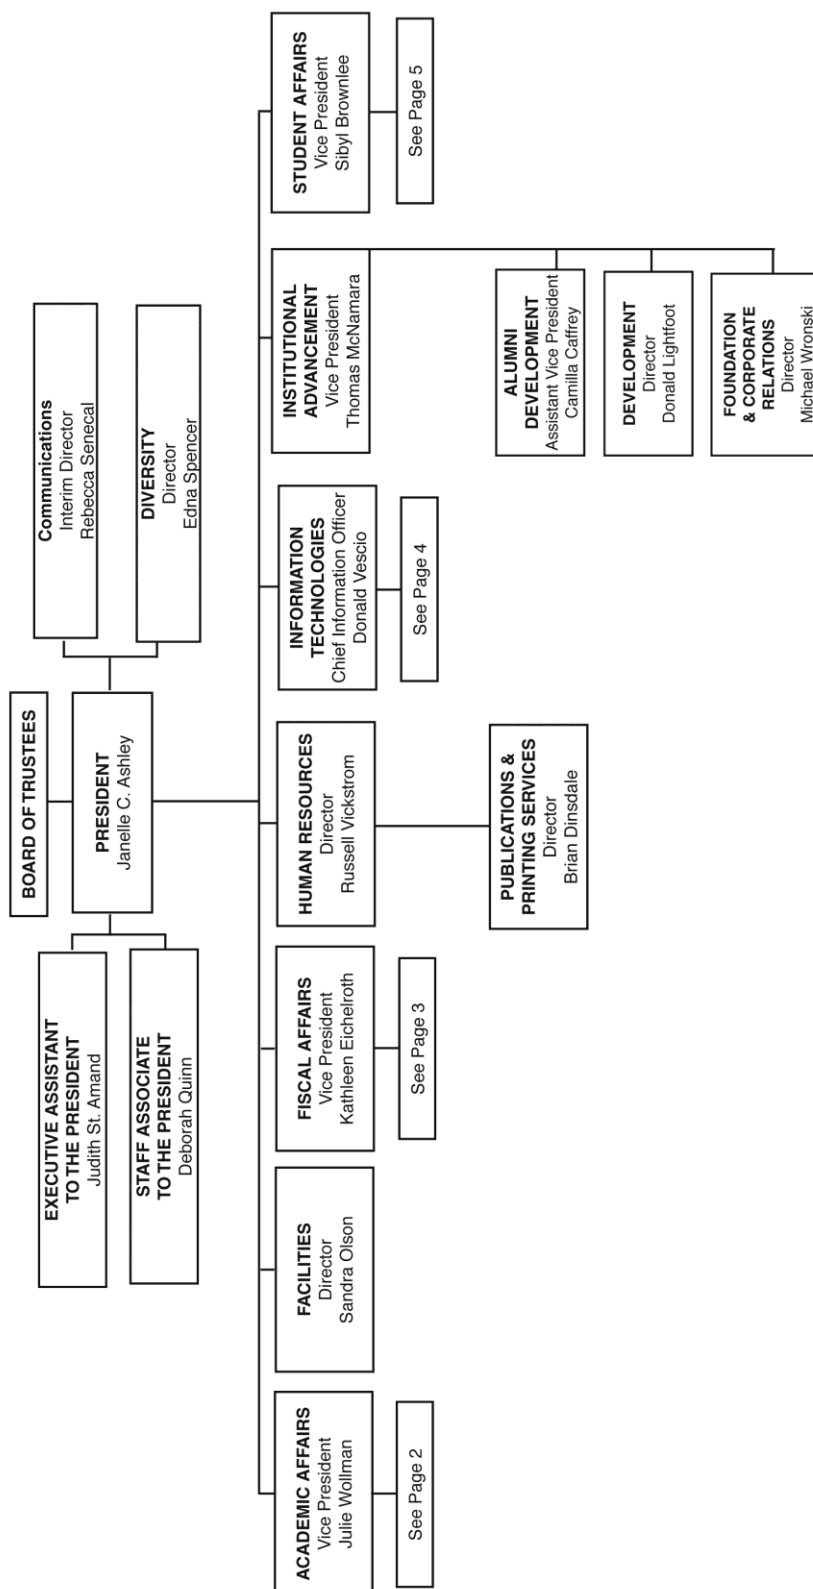 BOARD OF TRUSTEES
PRESIDENT
Janelle C. Ashley
EXECUTIVE ASSISTANT
TO THE PRESIDENT
Judith St. Amand
STAFF ASSOCIATE
TO THE PRESIDENT
Deborah Quinn
Communications
Interim Director
Rebecca Senecal
DIVERSITY
Director
Edna Spencer
ACADEMIC AFFAIRS
Vice President
Julie Wollman
See Page 2
FACILITIES
Director
Sandra Olson
FISCAL AFFAIRS
Vice President
Kathleen Eichelroth
See Page 3
HUMAN RESOURCES
Director
Russell Vickstrom
PUBLICATIONS &
PRINTING SERVICES
Director
Brian Dinsdale
INFORMATION
TECHNOLOGIES
Chief Information Officer
Donald Vescio
See Page 4
INSTITUTIONAL
ADVANCEMENT
Vice President
Thomas McNamara
ALUMNI
DEVELOPMENT
Assistant Vice President
Camilla Caffrey
DEVELOPMENT
Director
Donald Lightfoot
FOUNDATION
& CORPORATE
RELATIONS
Director
Michael Wronski
STUDENT AFFAIRS
Vice President
Sibyl Brownlee
See Page 5